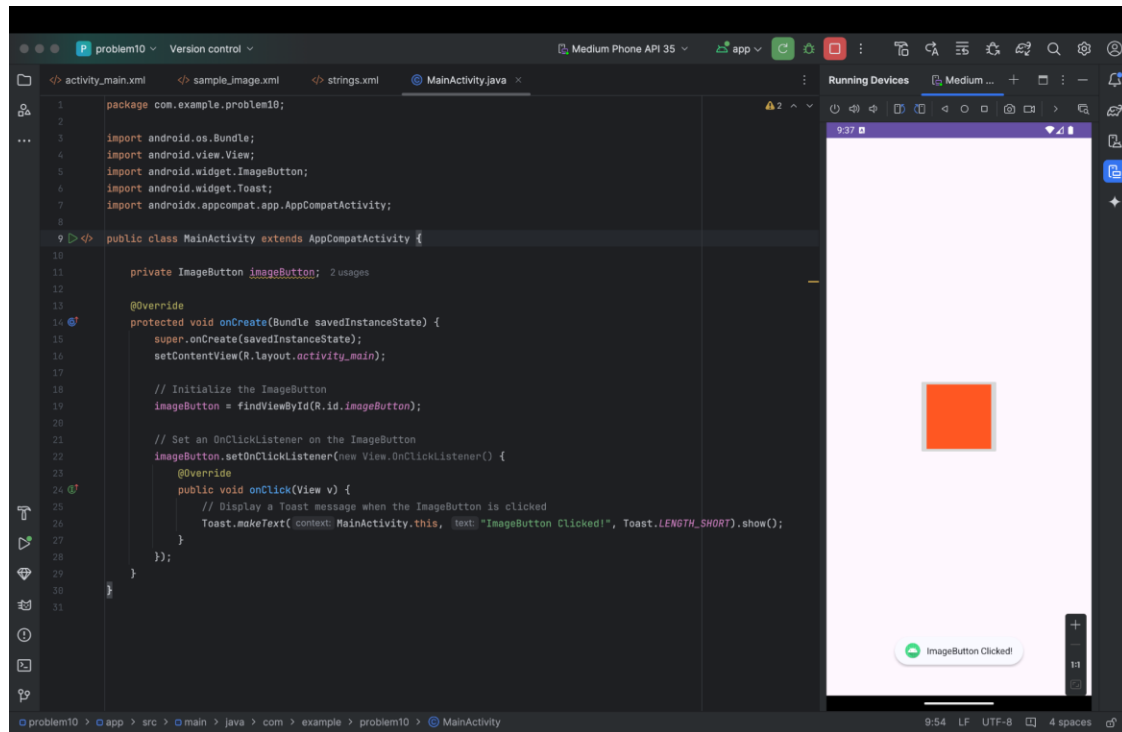 P problem10 Version control Medium Phone API 35 app
activity_main.xml sample_image.xml strings.xml MainActivity.java Running Devices Medium ...
1 package com.example.problem10; 2
2
3 import android.os.Bundle;
4 import android.view.View;
5 import android.widget.ImageButton;
6 import android.widget.Toast;
7 import androidx.appcompat.app.AppCompatActivity;
8
9 public class MainActivity extends AppCompatActivity {
10
11 private ImageButton imageButton; 2 usages
12
13 @Override
14 protected void onCreate(Bundle savedInstanceState) {
15 super.onCreate(savedInstanceState);
16 setContentView(R.layout.activity_main);
17
18 // Initialize the ImageButton
19 imageButton = findViewById(R.id.imageButton);
20
21 // Set an OnClickListener on the ImageButton
22 imageButton.setOnClickListener(new View.OnClickListener() {
23 @Override
24 public void onClick(View v) {
25 // Display a Toast message when the ImageButton is clicked
26 Toast.makeText( context: MainActivity.this, text: "ImageButton Clicked!", Toast.LENGTH_SHORT).show();
27 }
28 });
29 }
30 }
31
9:37
ImageButton Clicked!
1:1
problem10 > app > src > main > java > com > example > problem10 > MainActivity 9:54 LF UTF-8 4 spaces